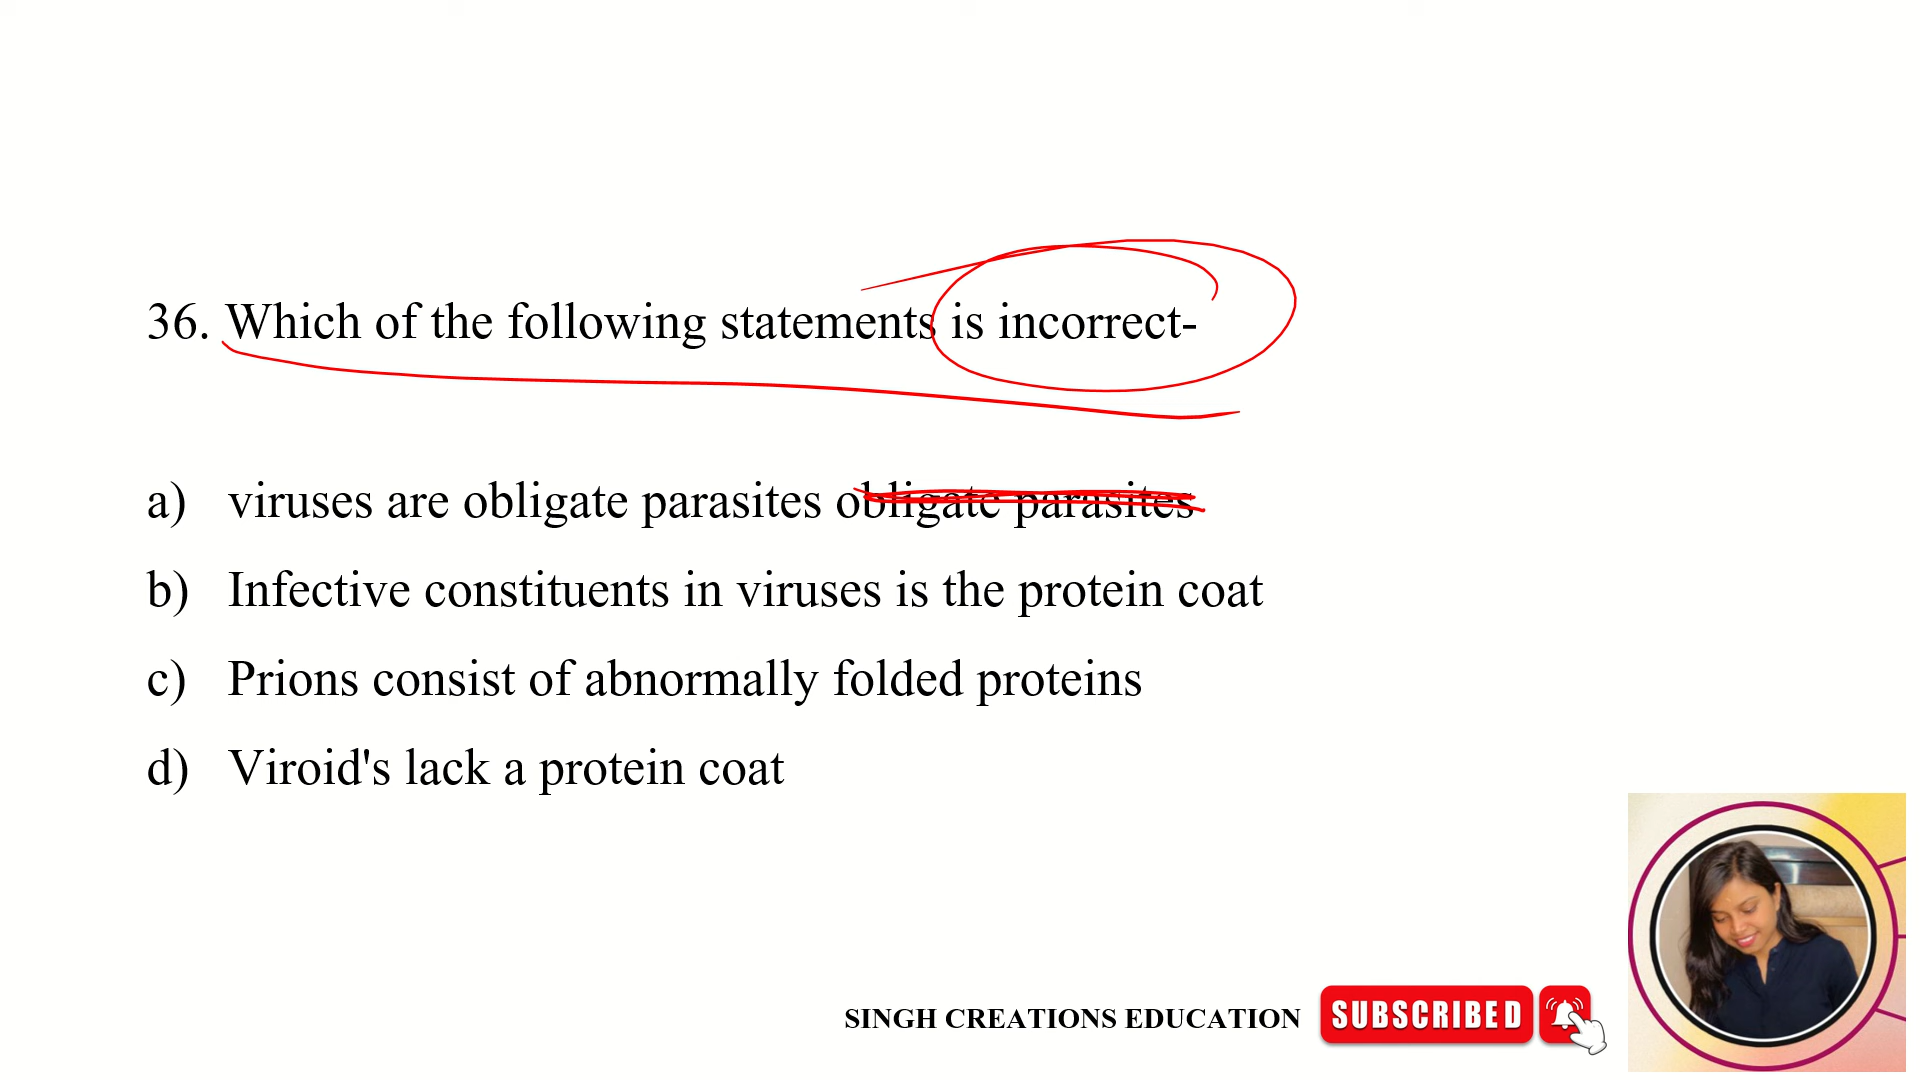 36. Which of the following statements is incorrect-
a) viruses are obligate parasites obligate parasites
b) Infective constituents in viruses is the protein coat
c) Prions consist of abnormally folded proteins
d) Viroid's lack a protein coat
SINGH CREATIONS EDUCATION
SUBSCRIBED